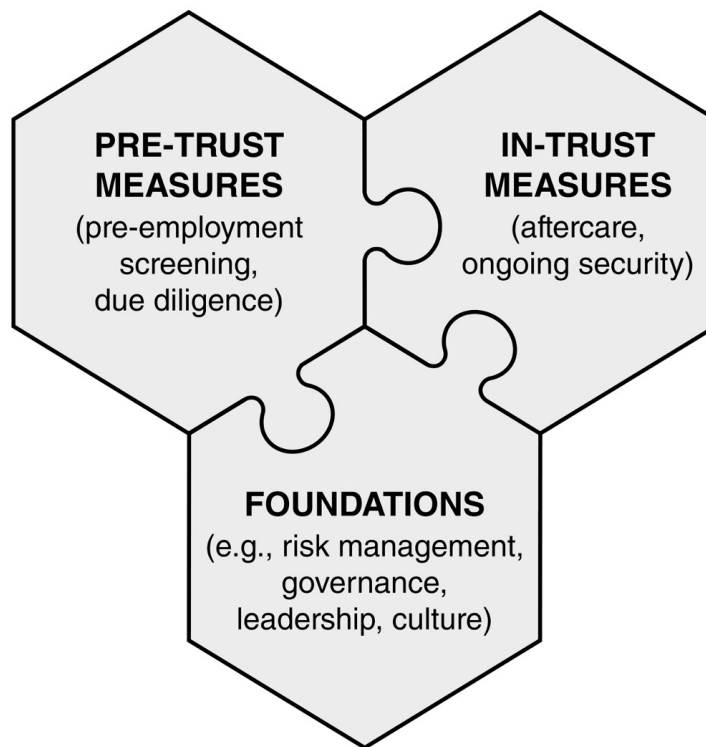 PRE-TRUST
MEASURES
(pre-employment
screening,
due diligence)
IN-TRUST
MEASURES
(aftercare,
ongoing security)
FOUNDATIONS
(e.g., risk management,
governance,
leadership, culture)